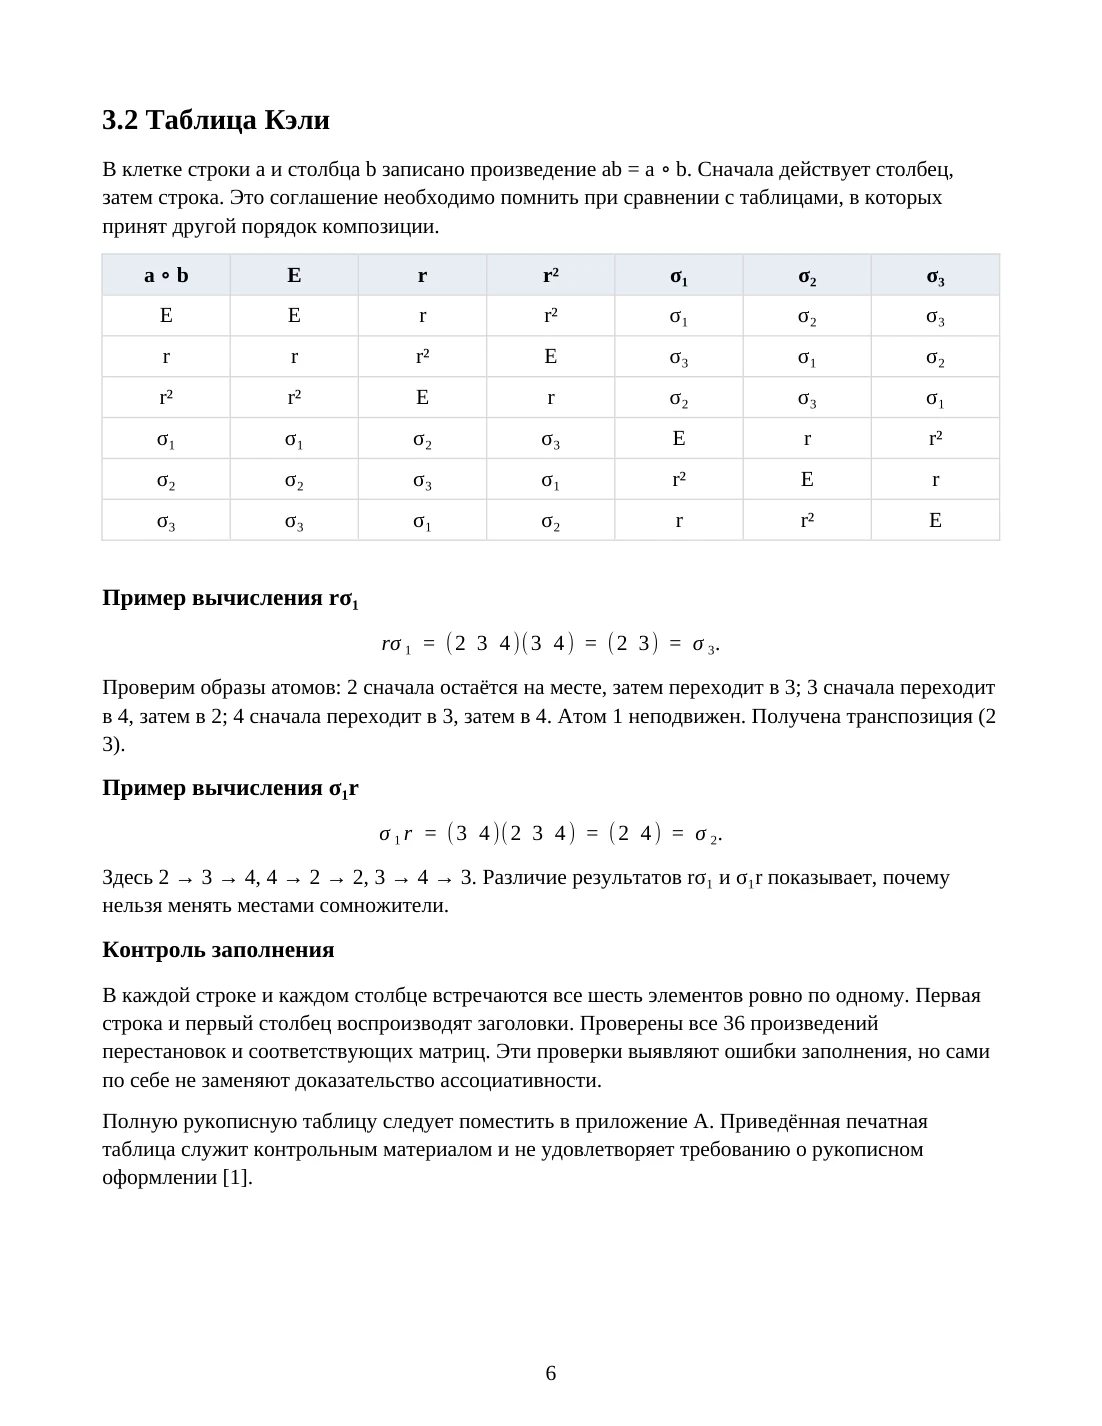 3.2 Таблица Кэли
В клетке строки a и столбца b записано произведение ab = a ∘ b. Сначала действует столбец,
затем строка. Это соглашение необходимо помнить при сравнении с таблицами, в которых
принят другой порядок композиции.
a ∘ b E r r² σ₁ σ₂ σ₃
E E r r² σ₁ σ₂ σ₃
r r r² E σ₃ σ₁ σ₂
r² r² E r σ₂ σ₃ σ₁
σ₁ σ₁ σ₂ σ₃ E r r²
σ₂ σ₂ σ₃ σ₁ r² E r
σ₃ σ₃ σ₁ σ₂ r r² E
Пример вычисления rσ₁
rσ₁ = (2 3 4)(3 4) = (2 3) = σ₃.
Проверим образы атомов: 2 сначала остаётся на месте, затем переходит в 3; 3 сначала переходит
в 4, затем в 2; 4 сначала переходит в 3, затем в 4. Атом 1 неподвижен. Получена транспозиция (2
3).
Пример вычисления σ₁r
σ₁r = (3 4)(2 3 4) = (2 4) = σ₂.
Здесь 2 → 3 → 4, 4 → 2 → 2, 3 → 4 → 3. Различие результатов rσ₁ и σ₁r показывает, почему
нельзя менять местами сомножители.
Контроль заполнения
В каждой строке и каждом столбце встречаются все шесть элементов ровно по одному. Первая
строка и первый столбец воспроизводят заголовки. Проверены все 36 произведений
перестановок и соответствующих матриц. Эти проверки выявляют ошибки заполнения, но сами
по себе не заменяют доказательство ассоциативности.
Полную рукописную таблицу следует поместить в приложение А. Приведённая печатная
таблица служит контрольным материалом и не удовлетворяет требованию о рукописном
оформлении [1].
6